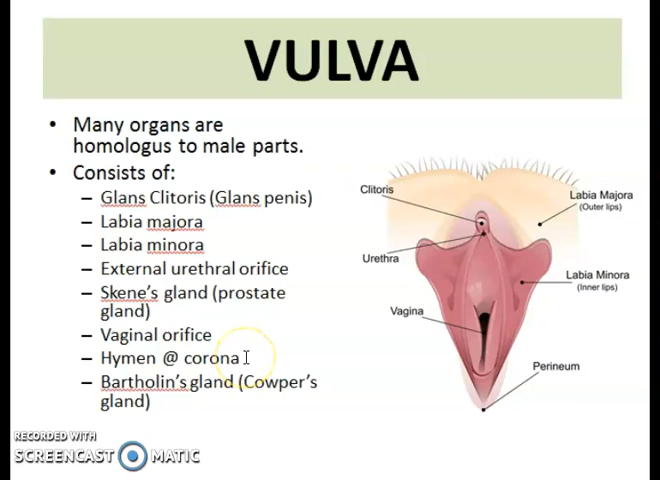 VULVA
• Many organs are
homologus to male parts.
• Consists of:
– Glans Clitoris (Glans penis)
– Labia majora
– Labia minora
– External urethral orifice
– Skene's gland (prostate
gland)
– Vaginal orifice
– Hymen @ corona
– Bartholin's gland (Cowper's
gland)
Clitoris
Labia Majora
(Outer lips)
Urethra
Labia Minora
(Inner lips)
Vagina
Perineum
RECORDED WITH
SCREENCAST MATIC